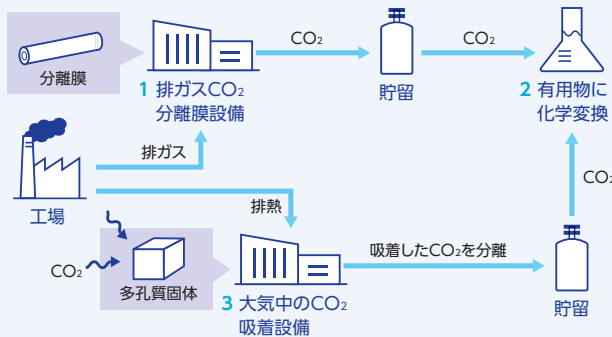 分離膜
1 排ガスCO₂
分離膜設備
CO₂
貯留
CO₂
2 有用物に
化学変換
工場
排ガス
排熱
CO₂
多孔質固体
3 大気中のCO₂
吸着設備
吸着したCO₂を分離
貯留
CO₂